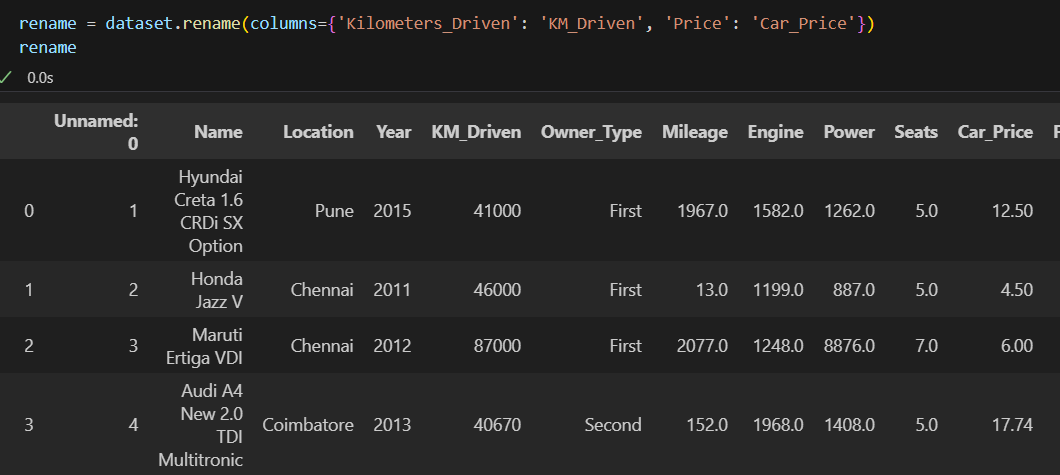 rename = dataset.rename(columns={'Kilometers_Driven': 'KM_Driven', 'Price': 'Car_Price'})
rename
0.0s
Unnamed: 0 Name Location Year KM_Driven Owner_Type Mileage Engine Power Seats Car_Price
0 1 Hyundai Creta 1.6 CRDi SX Option Pune 2015 41000 First 1967.0 1582.0 1262.0 5.0 12.50
1 2 Honda Jazz V Chennai 2011 46000 First 13.0 1199.0 887.0 5.0 4.50
2 3 Maruti Ertiga VDI Chennai 2012 87000 First 2077.0 1248.0 8876.0 7.0 6.00
3 4 Audi A4 New 2.0 TDI Multitronic Coimbatore 2013 40670 Second 152.0 1968.0 1408.0 5.0 17.74